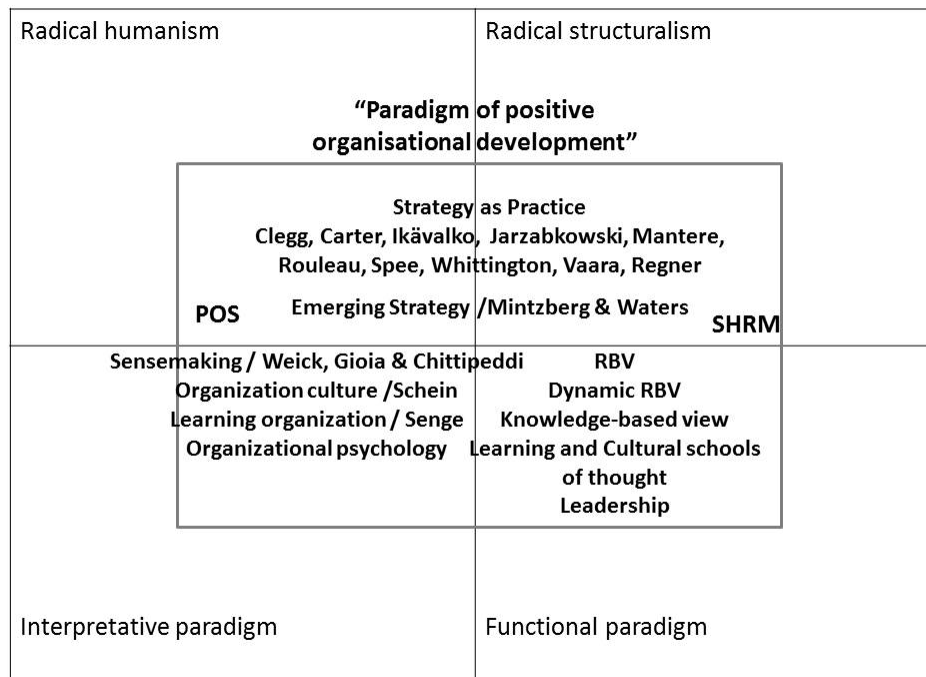 Radical humanism
Radical structuralism
“Paradigm of positive
organisational development”
Strategy as Practice
Clegg, Carter, Ikävalko, Jarzabkowski, Mantere,
Rouleau, Spee, Whittington, Vaara, Regner
Emerging Strategy /Mintzberg & Waters
POS
SHRM
Sensemaking / Weick, Gioia & Chittipeddi
Organization culture /Schein
Learning organization / Senge
Organizational psychology
RBV
Dynamic RBV
Knowledge-based view
Learning and Cultural schools
of thought
Leadership
Interpretative paradigm
Functional paradigm